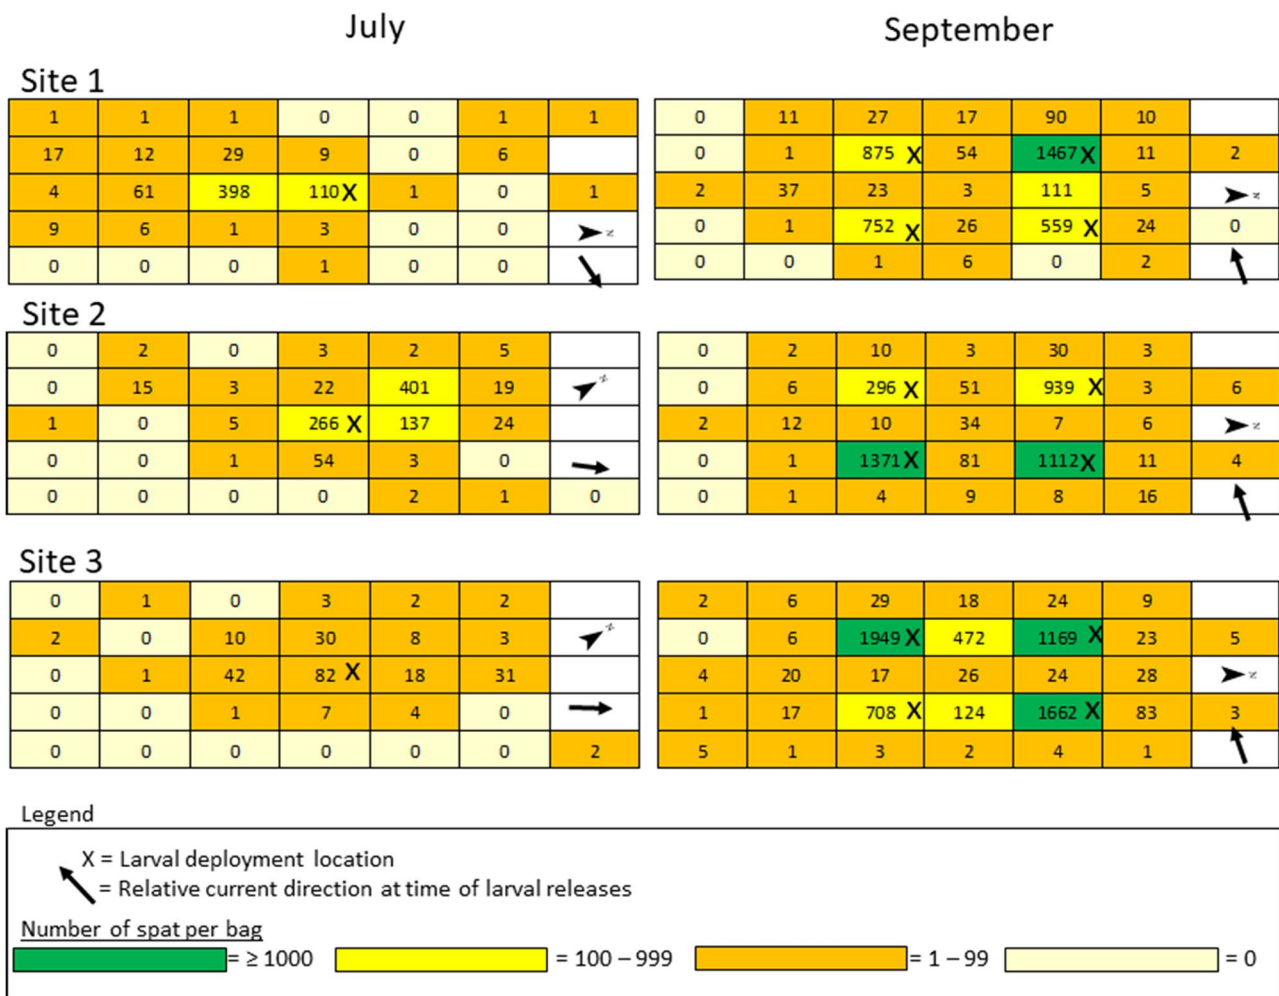 July September
Site 1
1 1 1 0 0 1 1 0 11 27 17 90 10
17 12 29 9 0 6 0 1 875 X 54 1467 X 11 2
4 61 398 110 X 1 0 1 2 37 23 3 111 5 N
9 6 1 3 0 0 N 0 1 752 X 26 559 X 24 0
0 0 0 1 0 0 0 0 1 6 0 2
Site 2
0 2 0 3 2 5 0 2 10 3 30 3
0 15 3 22 401 19 N 0 6 296 X 51 939 X 3 6
1 0 5 266 X 137 24 2 12 10 34 7 6 N
0 0 1 54 3 0 0 1 1371 X 81 1112 X 11 4
0 0 0 0 2 1 0 0 1 4 9 8 16
Site 3
0 1 0 3 2 2 2 6 29 18 24 9
2 0 10 30 8 3 N 0 6 1949 X 472 1169 X 23 5
0 1 42 82 X 18 31 4 20 17 26 24 28 N
0 0 1 7 4 0 1 17 708 X 124 1662 X 83 3
0 0 0 0 0 0 2 5 1 3 2 4 1
Legend
X = Larval deployment location
= Relative current direction at time of larval releases
Number of spat per bag
= ≥ 1000 = 100 – 999 = 1 – 99 = 0